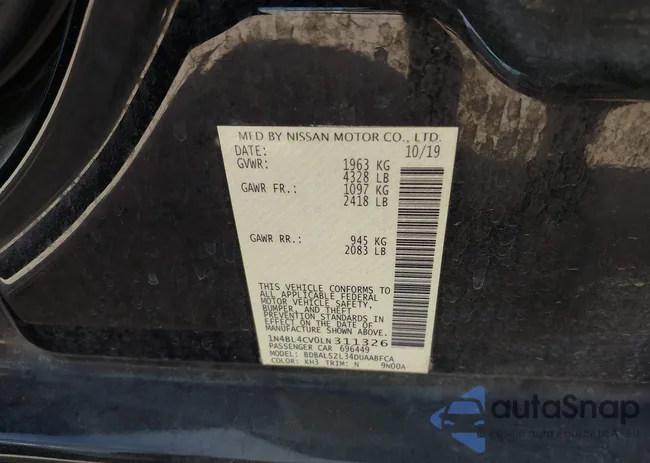 MFD BY NISSAN MOTOR CO., LTD.
DATE: 10/19
GVWR: 1963 KG
4328 LB
GAWR FR.: 1097 KG
2418 LB
GAWR RR.: 945 KG
2083 LB
THIS VEHICLE CONFORMS TO
ALL APPLICABLE FEDERAL
MOTOR VEHICLE SAFETY,
BUMPER, AND THEFT
PREVENTION STANDARDS
IN EFFECT ON THE DATE OF
MANUFACTURE SHOWN ABOVE.
1N4BL4CV0LN311326
PASSENGER CAR 696449
MODEL: BDBALSZL34DUAABFCA
COLOR: KH3 TRIM: N 9N00A
autoSnap